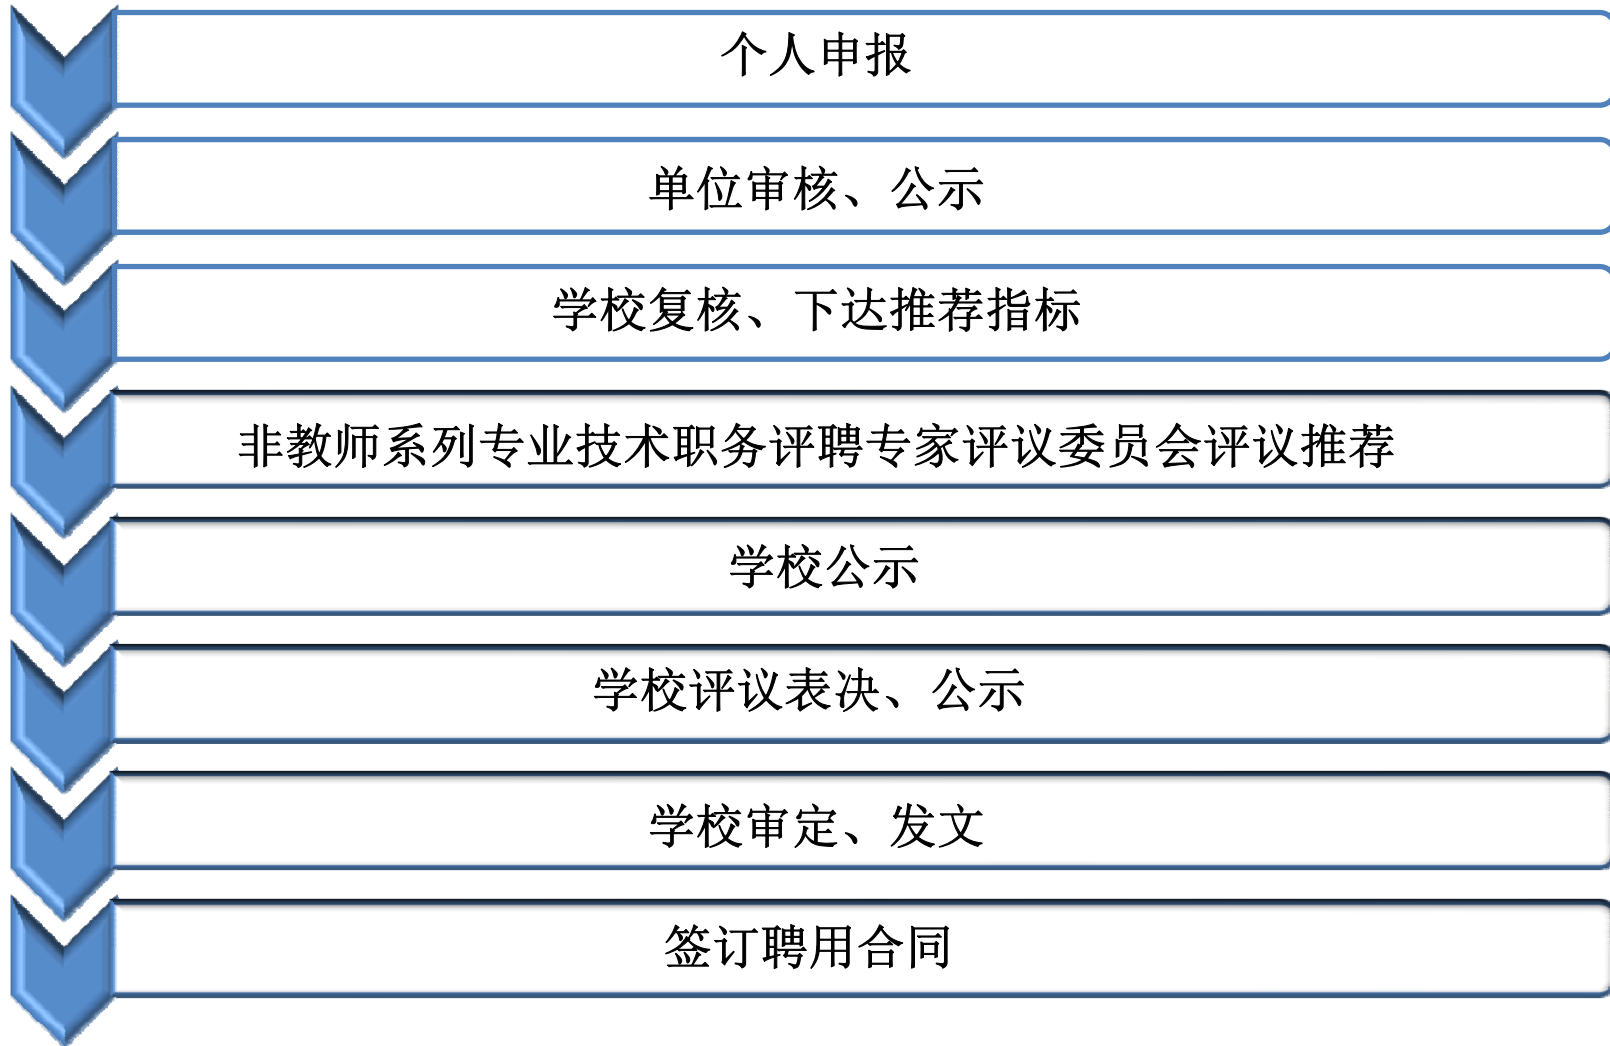 个人申报
单位审核、公示
学校复核、下达推荐指标
非教师系列专业技术职务评聘专家评议委员会评议推荐
学校公示
学校评议表决、公示
学校审定、发文
签订聘用合同